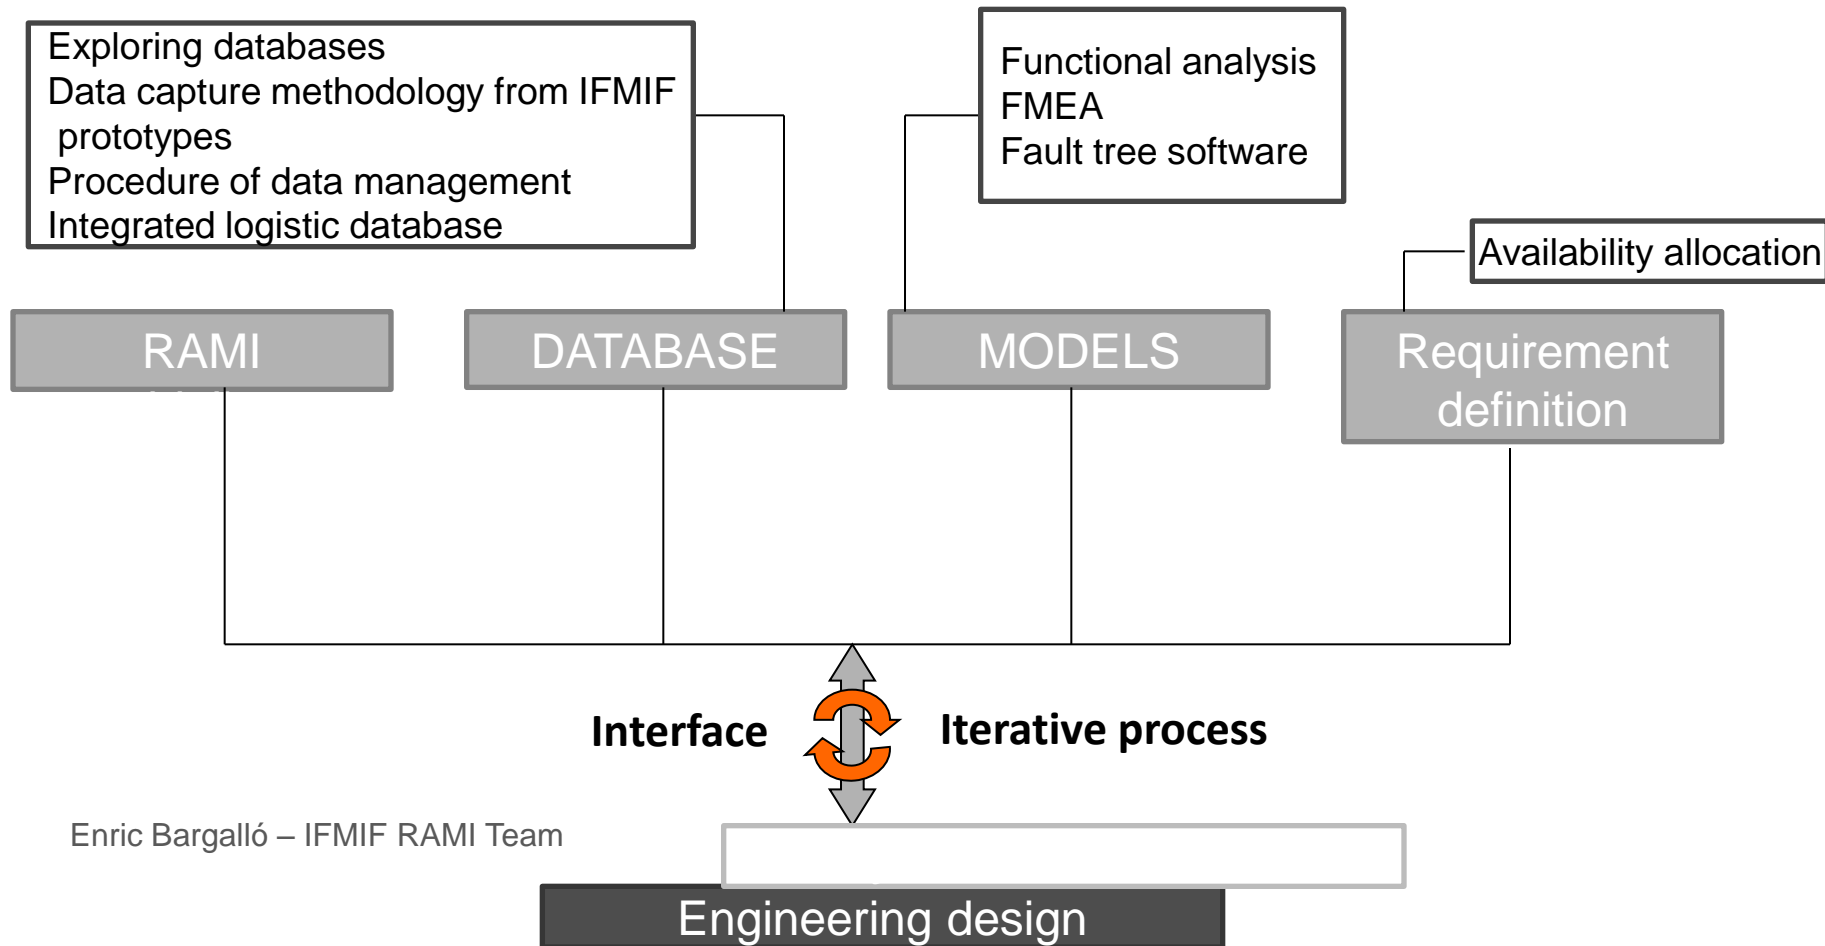 Exploring databases
Data capture methodology from IFMIF
prototypes
Procedure of data management
Integrated logistic database
Functional analysis
FMEA
Fault tree software
Availability allocation
RAMI
DATABASE
MODELS
Requirement
definition
Interface
Iterative process
Enric Bargalló – IFMIF RAMI Team
Engineering design